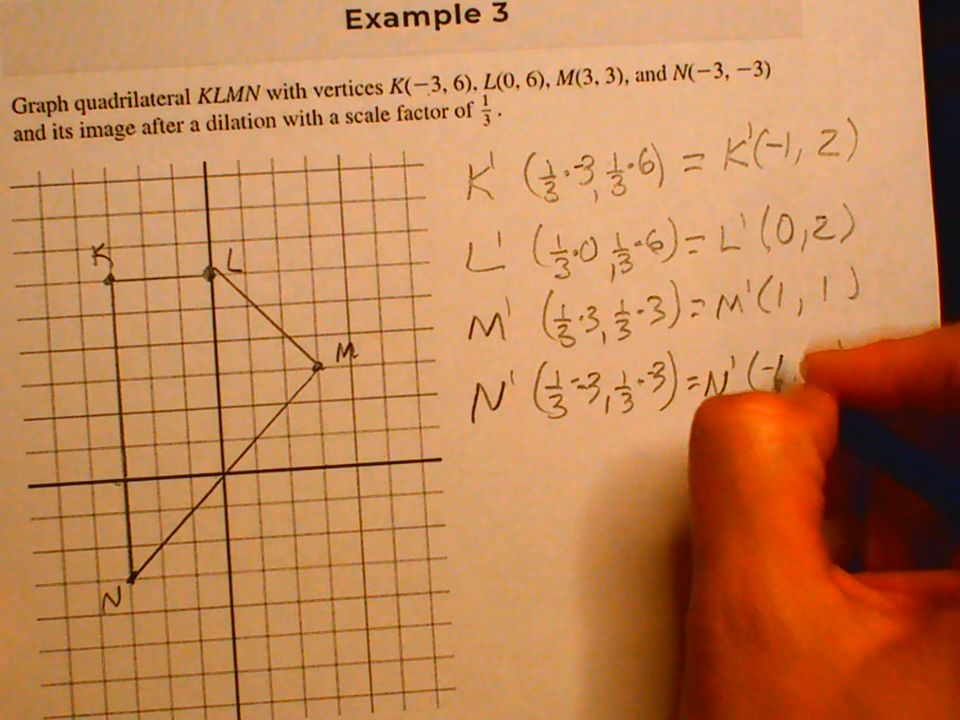 Example 3
Graph quadrilateral KLMN with vertices K(−3, 6), L(0, 6), M(3, 3), and N(−3, −3)
and its image after a dilation with a scale factor of 1/3.
K' (1/3·-3, 1/3·6) = K'(-1, 2)
L' (1/3·0, 1/3·6) = L'(0,2)
M' (1/3·3, 1/3·3) = M'(1, 1)
N' (1/3·-3, 1/3·-3) = N'(-1,
K
L
M
N